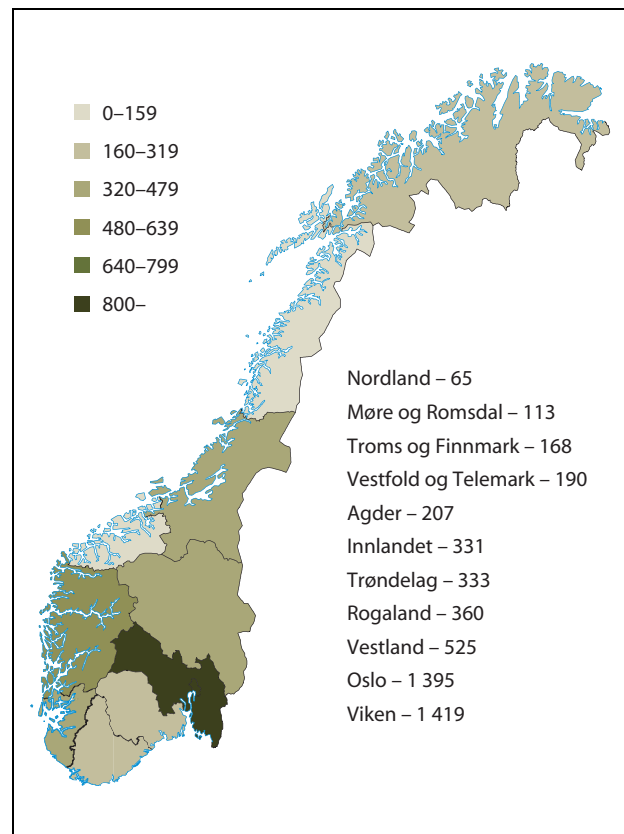 0–159
160–319
320–479
480–639
640–799
800–
Nordland – 65
Møre og Romsdal – 113
Troms og Finnmark – 168
Vestfold og Telemark – 190
Agder – 207
Innlandet – 331
Trøndelag – 333
Rogaland – 360
Vestland – 525
Oslo – 1 395
Viken – 1 419